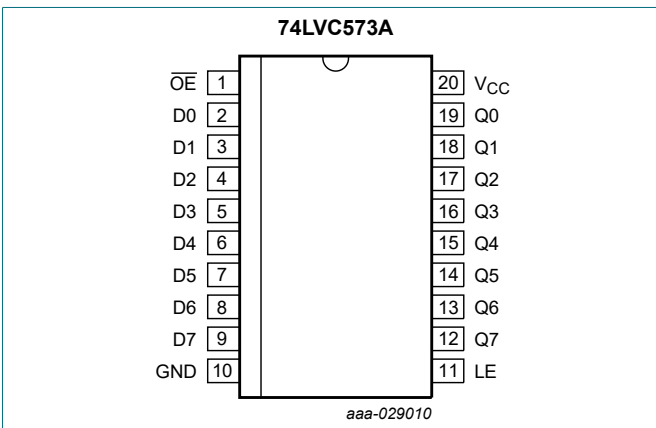 74LVC573A
OE 1 20 VCC
D0 2 19 Q0
D1 3 18 Q1
D2 4 17 Q2
D3 5 16 Q3
D4 6 15 Q4
D5 7 14 Q5
D6 8 13 Q6
D7 9 12 Q7
GND 10 11 LE
aaa-029010